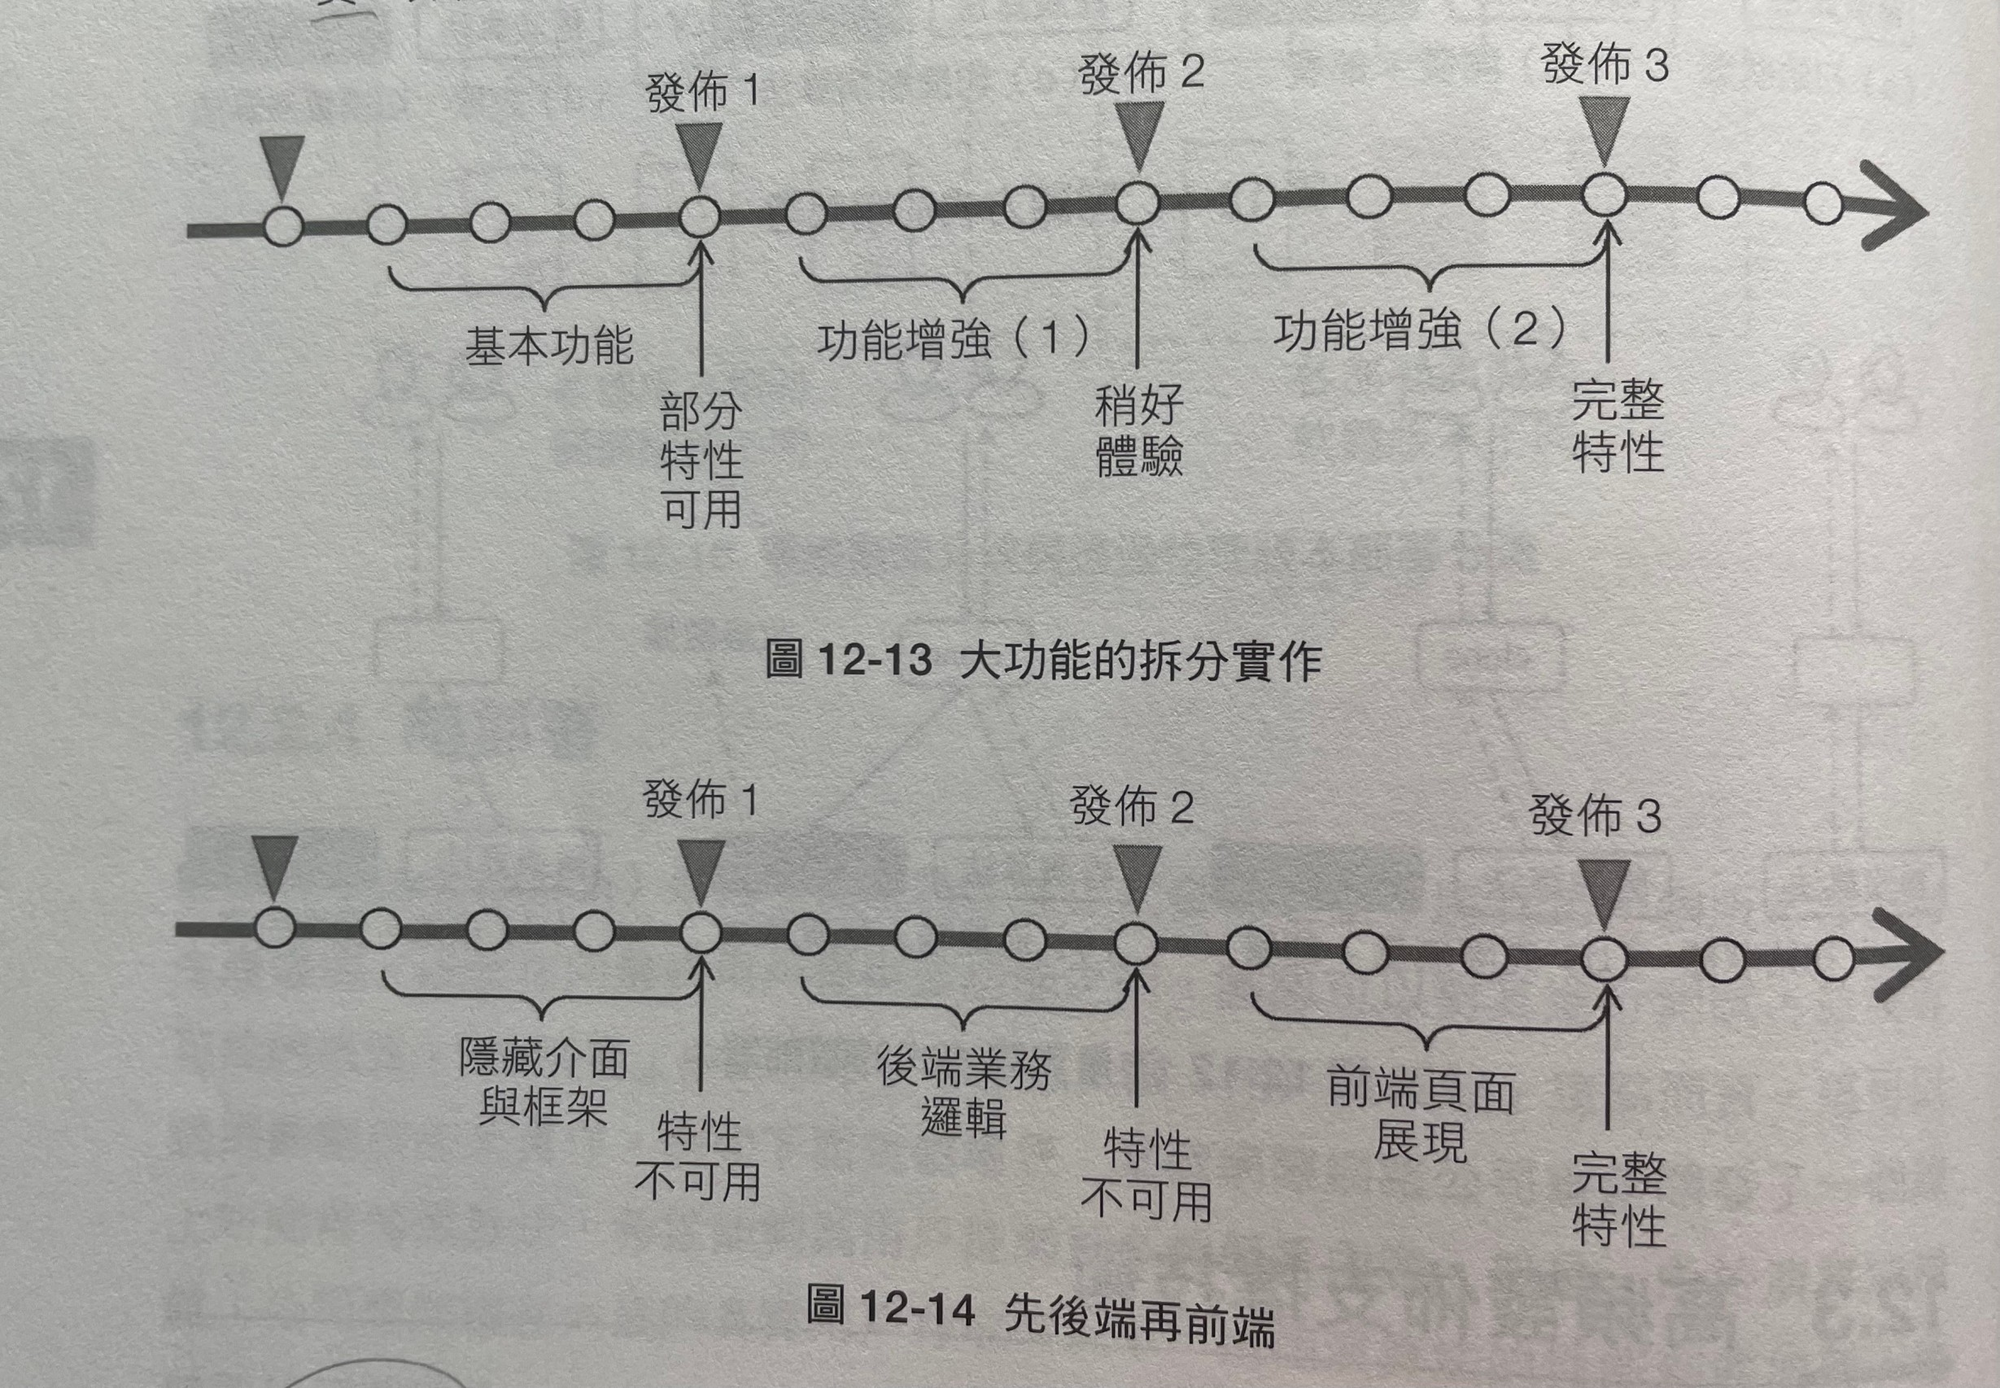 發佈 1
發佈 2
發佈 3
基本功能
功能增強（1）
功能增強（2）
部分
特性
可用
稍好
體驗
完整
特性
圖 12-13 大功能的拆分實作
發佈 1
發佈 2
發佈 3
隱藏介面
與框架
特性
不可用
後端業務
邏輯
特性
不可用
前端頁面
展現
完整
特性
圖 12-14 先後端再前端